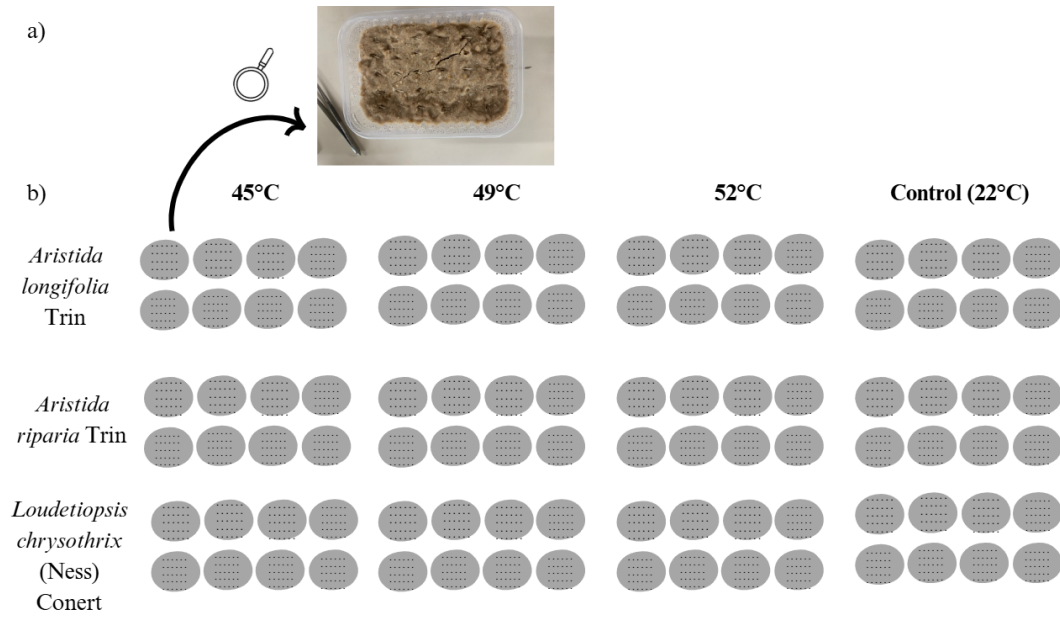 a)
b)
45°C
49°C
52°C
Control (22°C)
Aristida
longifolia
Trin
Aristida
riparia Trin
Loudetiopsis
chrysothrix
(Ness)
Conert